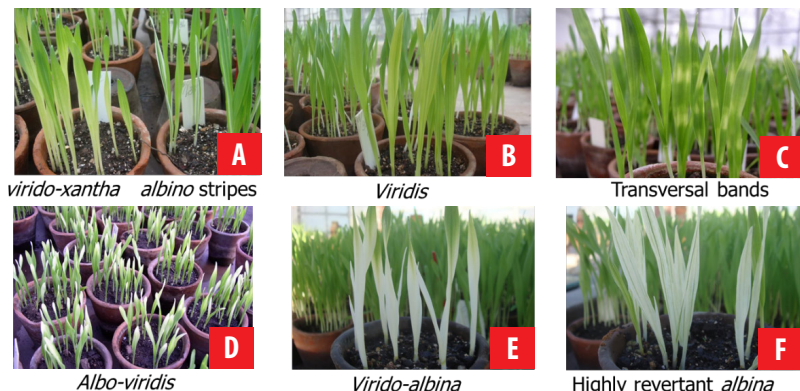 A
B
C
virido-xantha albino stripes
Viridis
Transversal bands
D
E
F
Albo-viridis
Virido-albina
Highly revertant albina